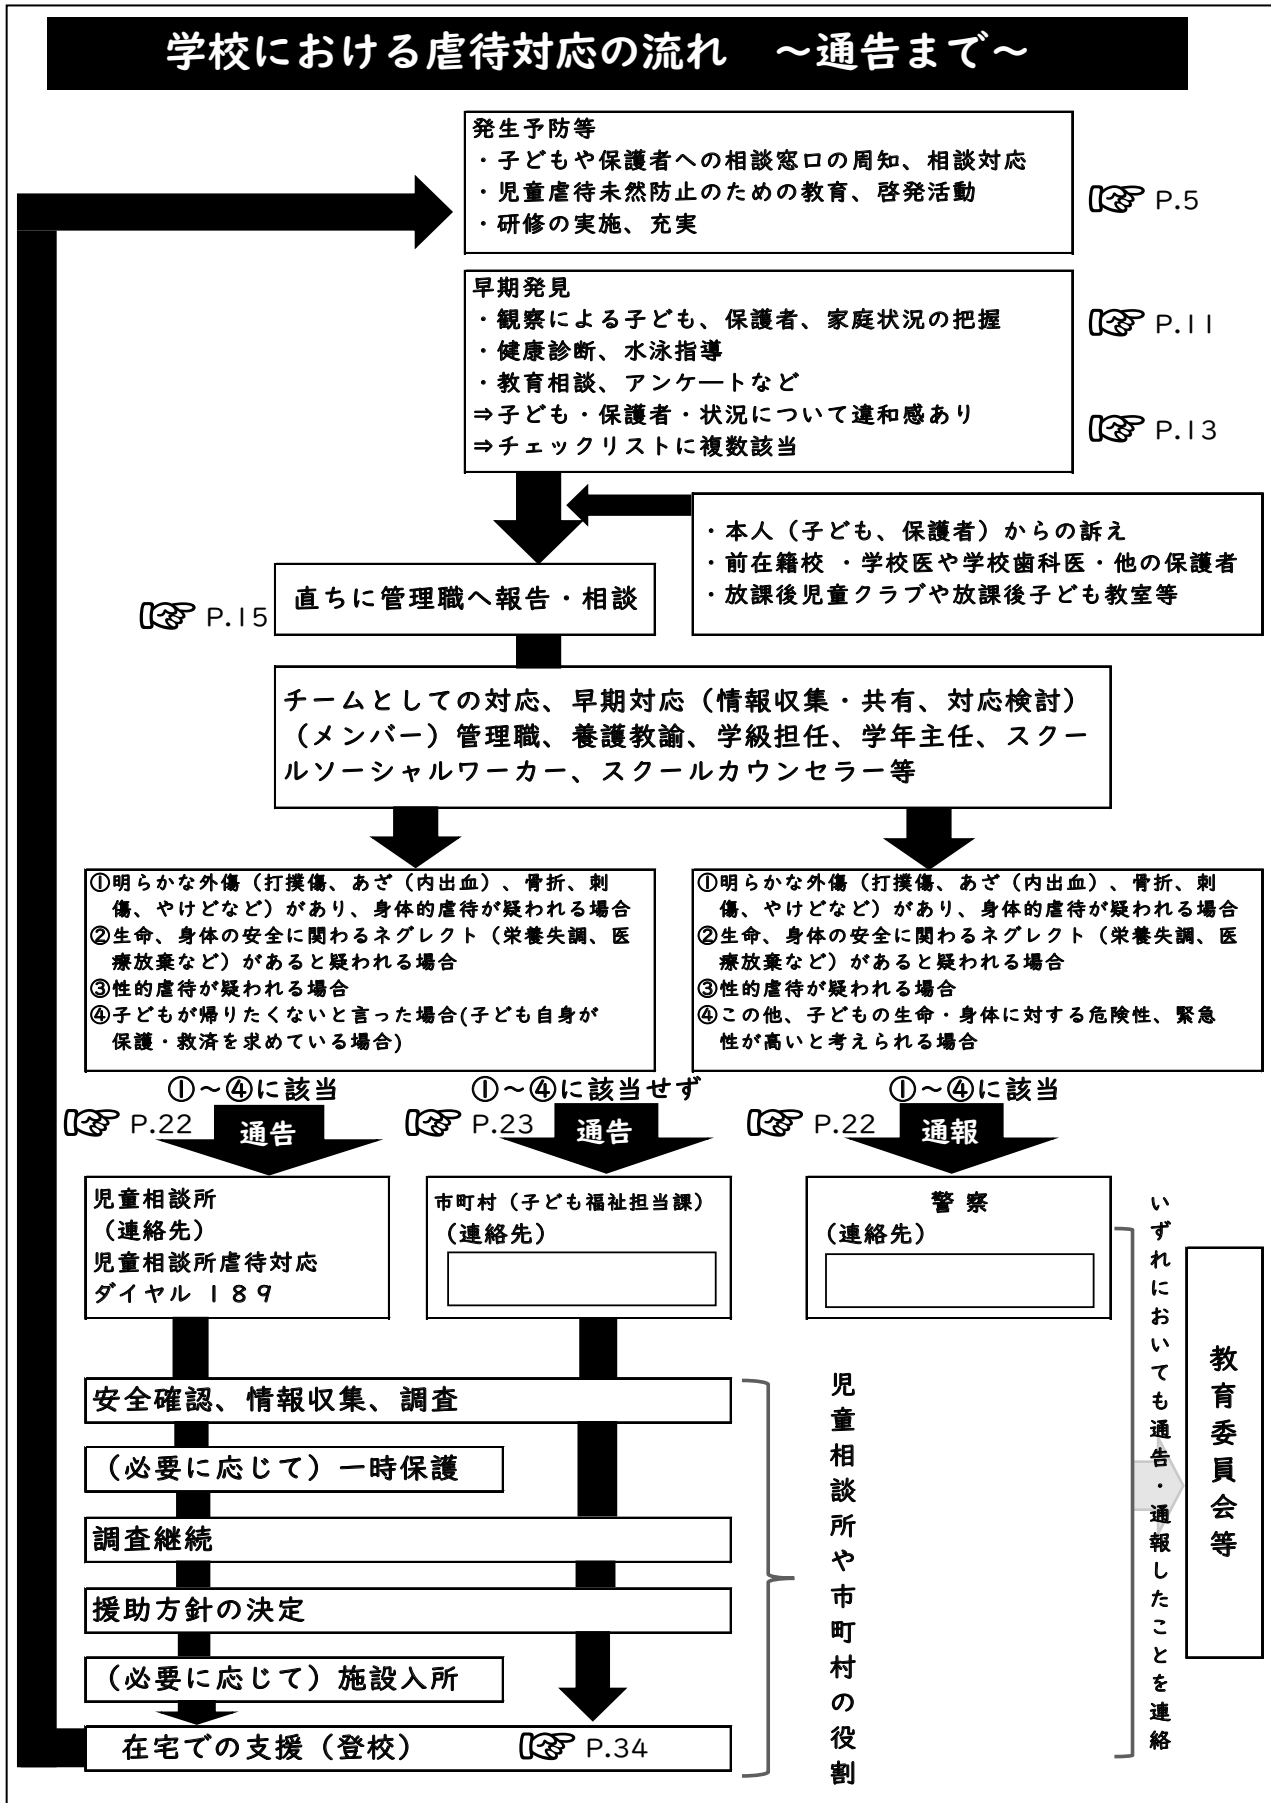 学校における虐待対応の流れ ～通告まで～
発生予防等
・子どもや保護者への相談窓口の周知、相談対応
・児童虐待未然防止のための教育、啓発活動
・研修の実施、充実
P.5
早期発見
・観察による子ども、保護者、家庭状況の把握
・健康診断、水泳指導
・教育相談、アンケートなど
⇒子ども・保護者・状況について違和感あり
⇒チェックリストに複数該当
P.11
P.13
・本人（子ども、保護者）からの訴え
・前在籍校 ・学校医や学校歯科医・他の保護者
・放課後児童クラブや放課後子ども教室等
直ちに管理職へ報告・相談
P.15
チームとしての対応、早期対応（情報収集・共有、対応検討）
（メンバー）管理職、養護教諭、学級担任、学年主任、スクー
ルソーシャルワーカー、スクールカウンセラー等
①明らかな外傷（打撲傷、あざ（内出血）、骨折、刺
傷、やけどなど）があり、身体的虐待が疑われる場合
②生命、身体の安全に関わるネグレクト（栄養失調、医
療放棄など）があると疑われる場合
③性的虐待が疑われる場合
④子どもが帰りたくないと言った場合(子ども自身が
保護・救済を求めている場合)
①明らかな外傷（打撲傷、あざ（内出血）、骨折、刺
傷、やけどなど）があり、身体的虐待が疑われる場合
②生命、身体の安全に関わるネグレクト（栄養失調、医
療放棄など）があると疑われる場合
③性的虐待が疑われる場合
④この他、子どもの生命・身体に対する危険性、緊急
性が高いと考えられる場合
①～④に該当
P.22
通告
①～④に該当せず
P.23
通告
①～④に該当
P.22
通報
児童相談所
（連絡先）
児童相談所虐待対応
ダイヤル １８９
市町村（子ども福祉担当課）
（連絡先）
警察
（連絡先）
いずれにおいても通告・通報したことを連絡
教育委員会等
安全確認、情報収集、調査
（必要に応じて）一時保護
調査継続
援助方針の決定
（必要に応じて）施設入所
在宅での支援（登校）
P.34
児童相談所や市町村の役割